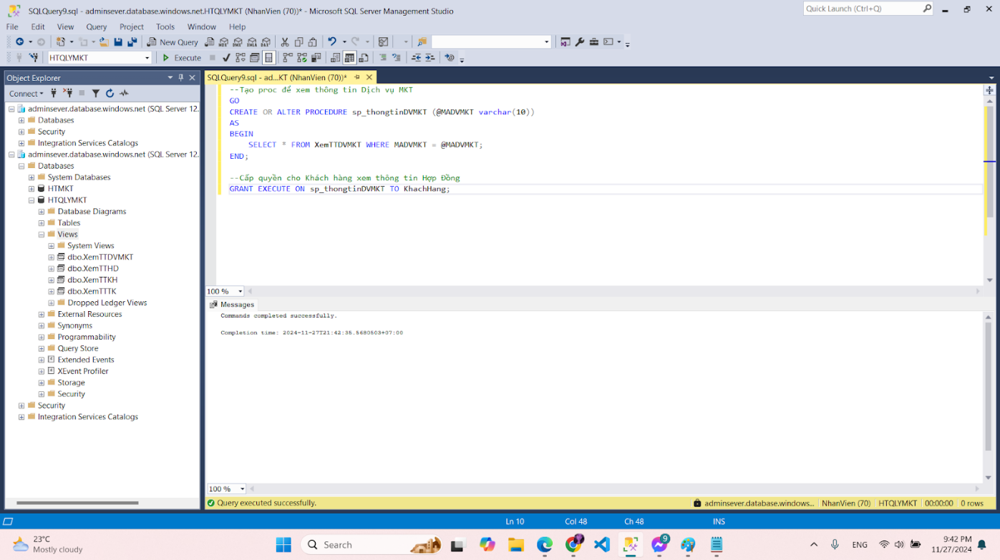 SQLQuery9.sql - adminsever.database.windows.net.HTQLYMKT (NhanVien (70))* - Microsoft SQL Server Management Studio
Quick Launch (Ctrl+Q)
File Edit View Query Project Tools Window Help
New Query
MDX DMX XMLA DAX
HTQLYMKT
Execute
Object Explorer
Connect
adminsever.database.windows.net (SQL Server 12.
Databases
Security
Integration Services Catalogs
adminsever.database.windows.net (SQL Server 12.
Databases
System Databases
HTMKT
HTQLYMKT
Database Diagrams
Tables
Views
System Views
dbo.XemTTDVMKT
dbo.XemTTHD
dbo.XemTTKH
dbo.XemTTTK
Dropped Ledger Views
External Resources
Synonyms
Programmability
Query Store
Extended Events
XEvent Profiler
Storage
Security
Security
Integration Services Catalogs
SQLQuery9.sql - ad...KT (NhanVien (70))*
--Tạo proc để xem thông tin Dịch vụ MKT
GO
CREATE OR ALTER PROCEDURE sp_thongtinDVMKT (@MADVMKT varchar(10))
AS
BEGIN
SELECT * FROM XemTTDVMKT WHERE MADVMKT = @MADVMKT;
END;
--Cấp quyền cho Khách hàng xem thông tin Hợp Đồng
GRANT EXECUTE ON sp_thongtinDVMKT TO KhachHang;
100 %
Messages
Commands completed successfully.
Completion time: 2024-11-27T21:42:35.5680503+07:00
100 %
Query executed successfully.
adminsever.database.windows... NhanVien (70) HTQLYMKT 00:00:00 0 rows
Ln 10 Col 48 Ch 48 INS
23°C
Mostly cloudy
Search
9
ENG
9:42 PM
11/27/2024